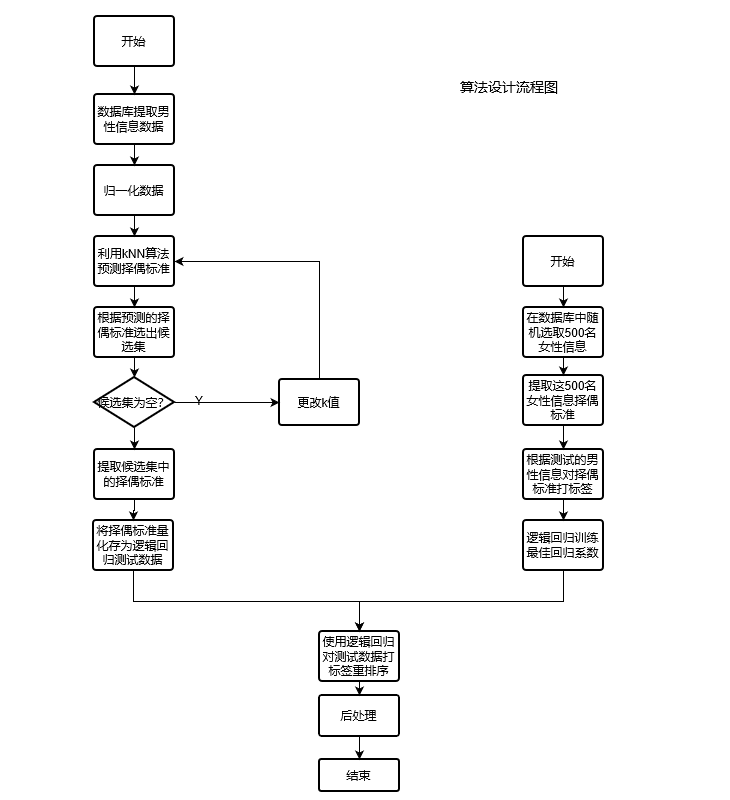 开始
算法设计流程图
数据库提取男
性信息数据
归一化数据
利用kNN算法
预测择偶标准
根据预测的择
偶标准选出候
选集
候选集为空?
Y
更改k值
提取候选集中
的择偶标准
将择偶标准量
化存为逻辑回
归测试数据
开始
在数据库中随
机选取500名
女性信息
提取这500名
女性信息择偶
标准
根据测试的男
性信息对择偶
标准打标签
逻辑回归训练
最佳回归系数
使用逻辑回归
对测试数据打
标签重排序
后处理
结束